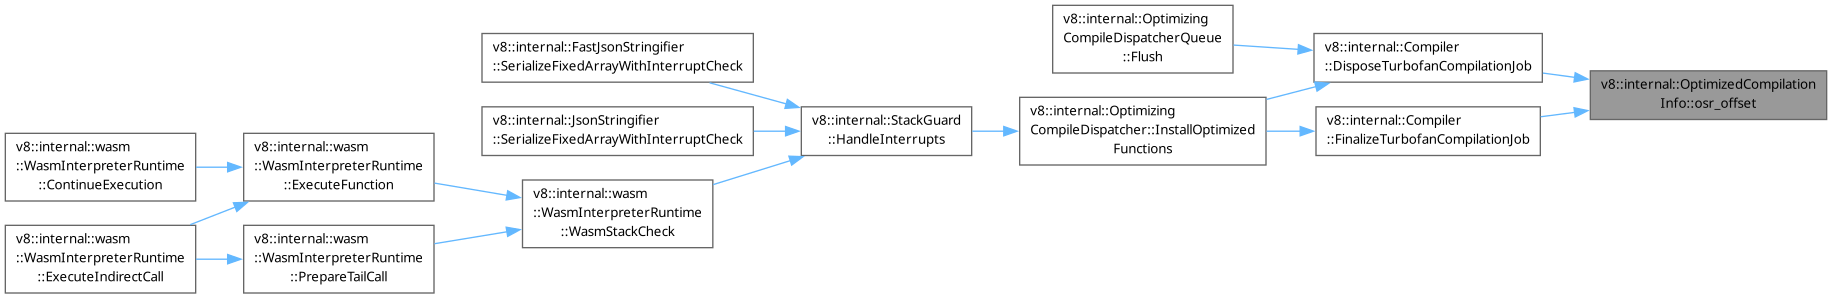 v8::internal::wasm
::WasmInterpreterRuntime
::ContinueExecution
v8::internal::wasm
::WasmInterpreterRuntime
::ExecuteIndirectCall
v8::internal::wasm
::WasmInterpreterRuntime
::ExecuteFunction
v8::internal::wasm
::WasmInterpreterRuntime
::PrepareTailCall
v8::internal::FastJsonStringifier
::SerializeFixedArrayWithInterruptCheck
v8::internal::JsonStringifier
::SerializeFixedArrayWithInterruptCheck
v8::internal::wasm
::WasmInterpreterRuntime
::WasmStackCheck
v8::internal::StackGuard
::HandleInterrupts
v8::internal::Optimizing
CompileDispatcherQueue
::Flush
v8::internal::Optimizing
CompileDispatcher::InstallOptimized
Functions
v8::internal::Compiler
::DisposeTurbofanCompilationJob
v8::internal::Compiler
::FinalizeTurbofanCompilationJob
v8::internal::OptimizedCompilation
Info::osr_offset